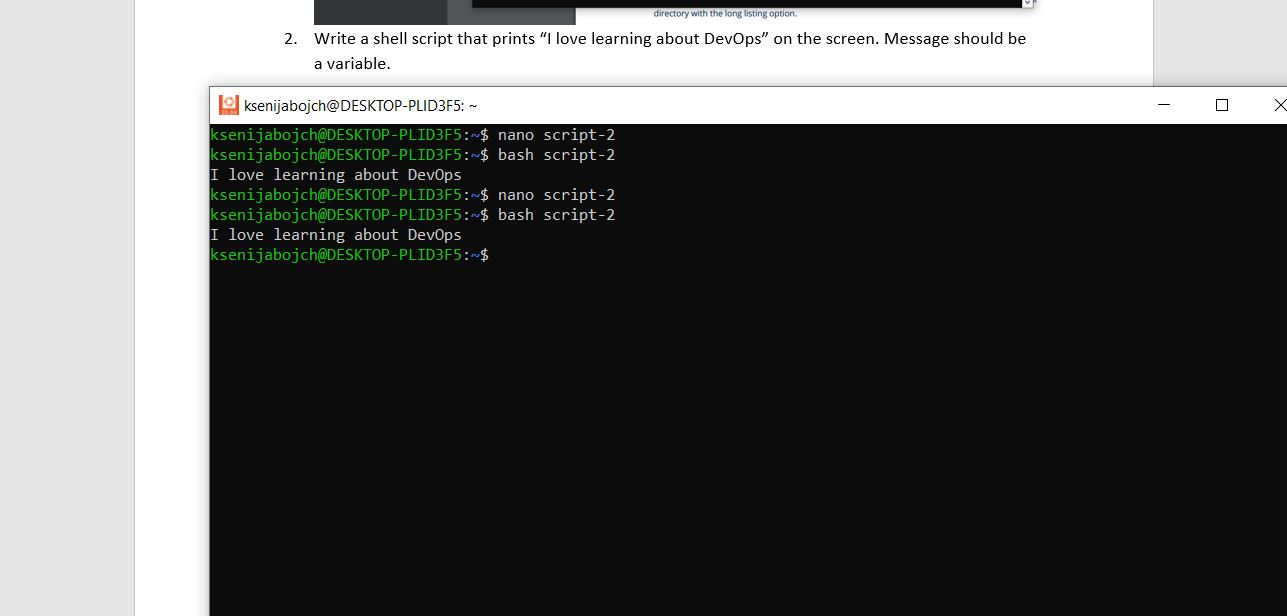 directory with the long listing option.
2. Write a shell script that prints “I love learning about DevOps” on the screen. Message should be
a variable.
ksenijabojch@DESKTOP-PLID3F5: ~
ksenijabojch@DESKTOP-PLID3F5:~$ nano script-2
ksenijabojch@DESKTOP-PLID3F5:~$ bash script-2
I love learning about DevOps
ksenijabojch@DESKTOP-PLID3F5:~$ nano script-2
ksenijabojch@DESKTOP-PLID3F5:~$ bash script-2
I love learning about DevOps
ksenijabojch@DESKTOP-PLID3F5:~$